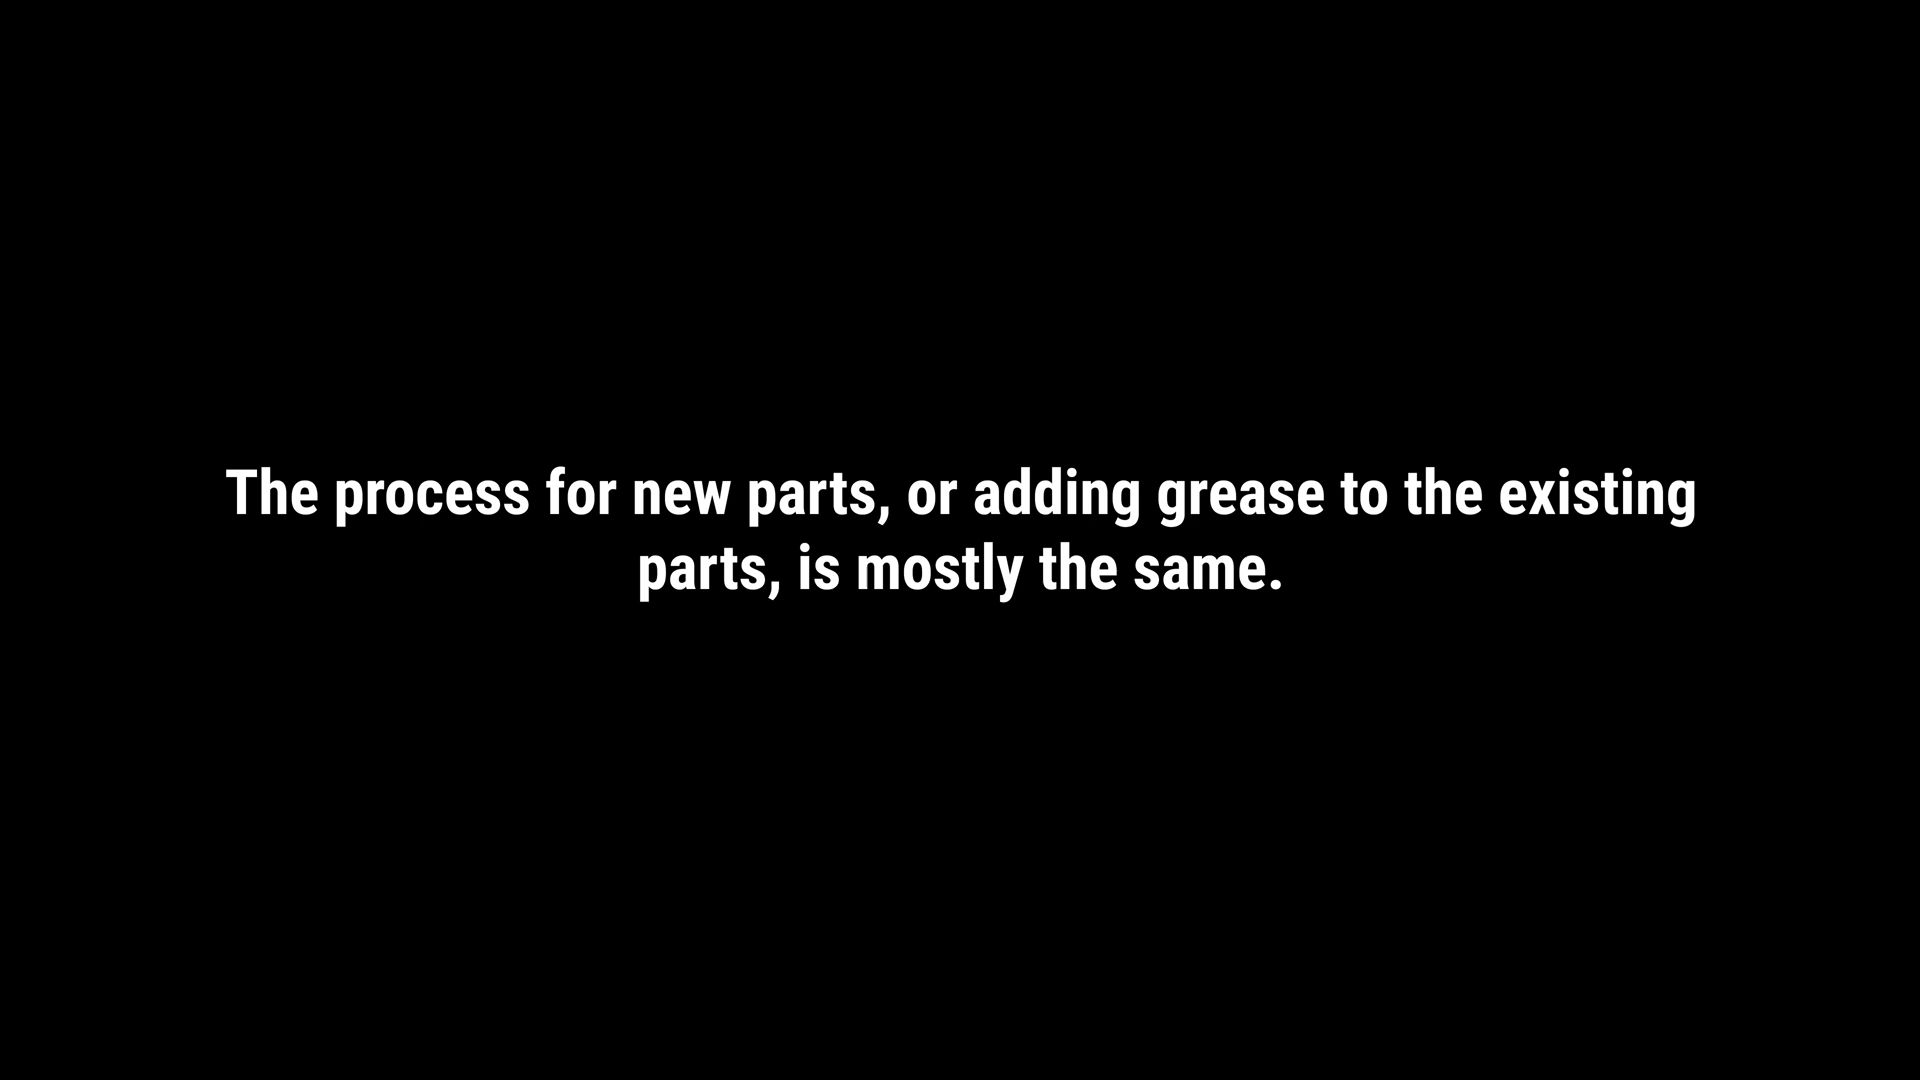 The process for new parts, or adding grease to the existing
parts, is mostly the same.